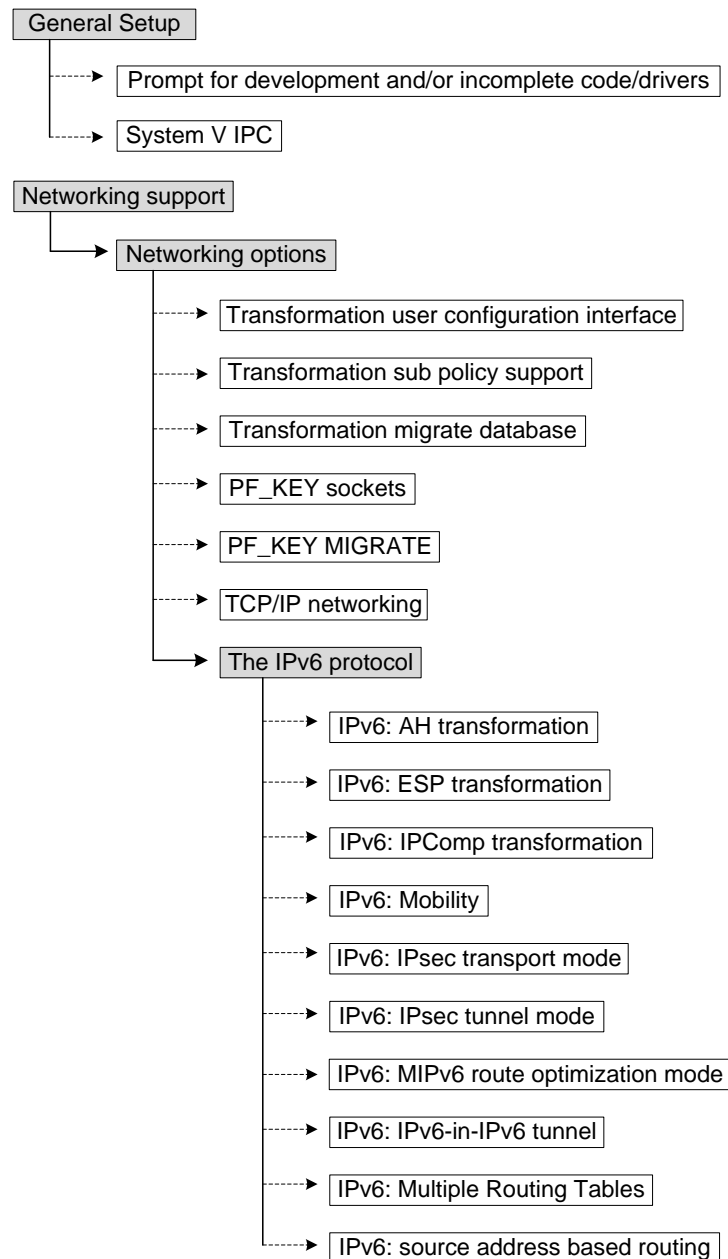 General Setup
Prompt for development and/or incomplete code/drivers
System V IPC
Networking support
Networking options
Transformation user configuration interface
Transformation sub policy support
Transformation migrate database
PF_KEY sockets
PF_KEY MIGRATE
TCP/IP networking
The IPv6 protocol
IPv6: AH transformation
IPv6: ESP transformation
IPv6: IPComp transformation
IPv6: Mobility
IPv6: IPsec transport mode
IPv6: IPsec tunnel mode
IPv6: MIPv6 route optimization mode
IPv6: IPv6-in-IPv6 tunnel
IPv6: Multiple Routing Tables
IPv6: source address based routing